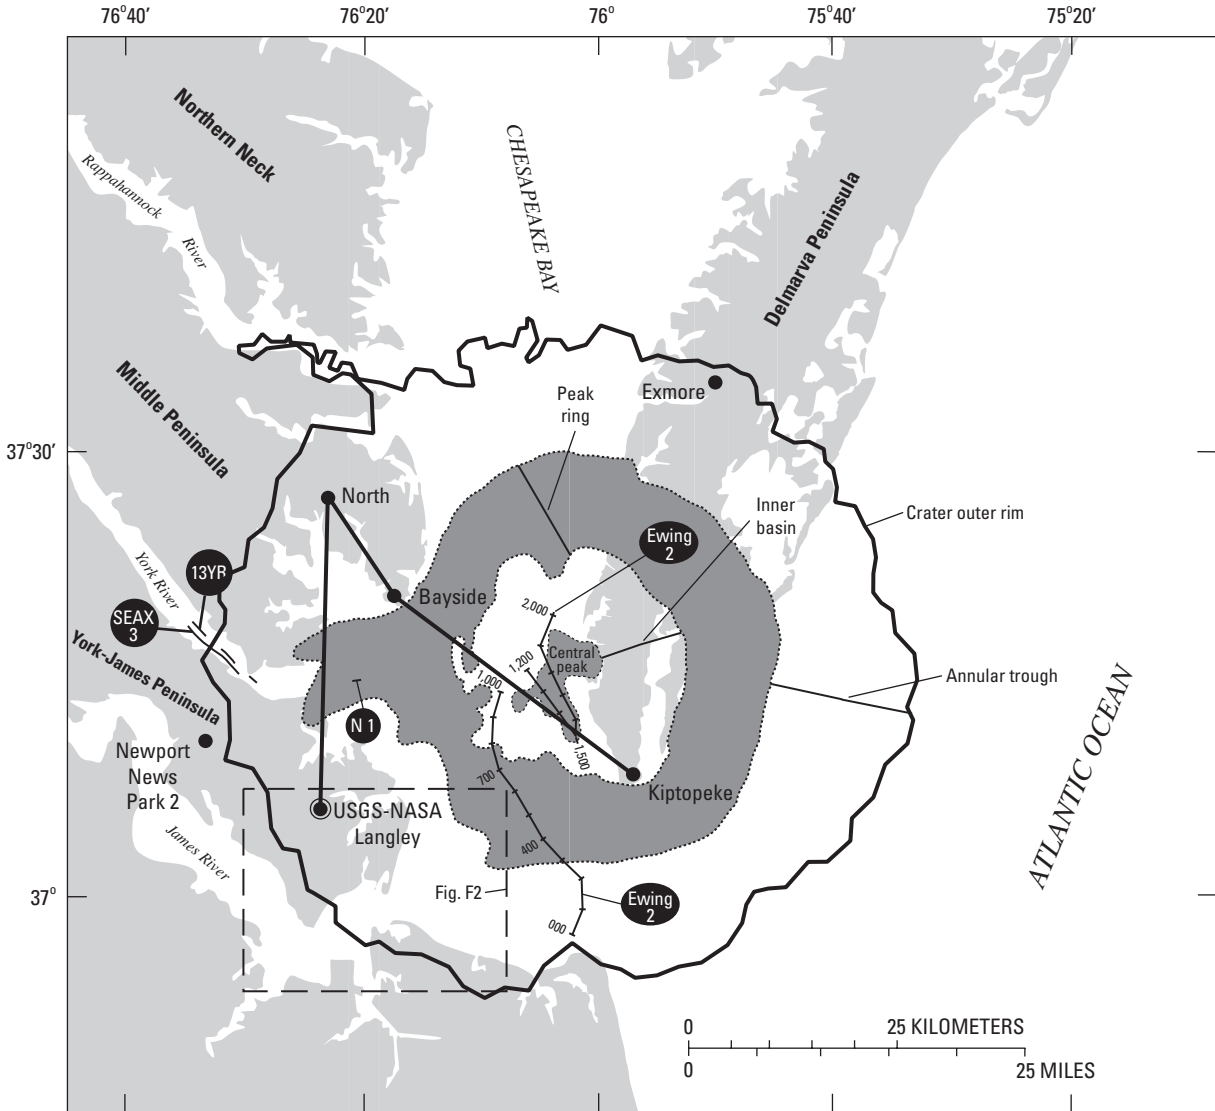 76°40′
76°20′
76°
75°40′
75°20′
Northern Neck
Rappahannock
River
CHESAPEAKE BAY
Delmarva Peninsula
Middle Peninsula
Peak
ring
Exmore
37°30′
North
Inner
basin
Crater outer rim
Ewing
2
York River
13YR
Bayside
2,000
SEAX
3
York-James Peninsula
Central
peak
1,200
1,000
Annular trough
N 1
Newport
News
Park 2
1,500
700
Kiptopeke
ATLANTIC OCEAN
USGS-NASA
Langley
James River
400
37°
Fig. F2
Ewing
2
000
0
25 KILOMETERS
0
25 MILES